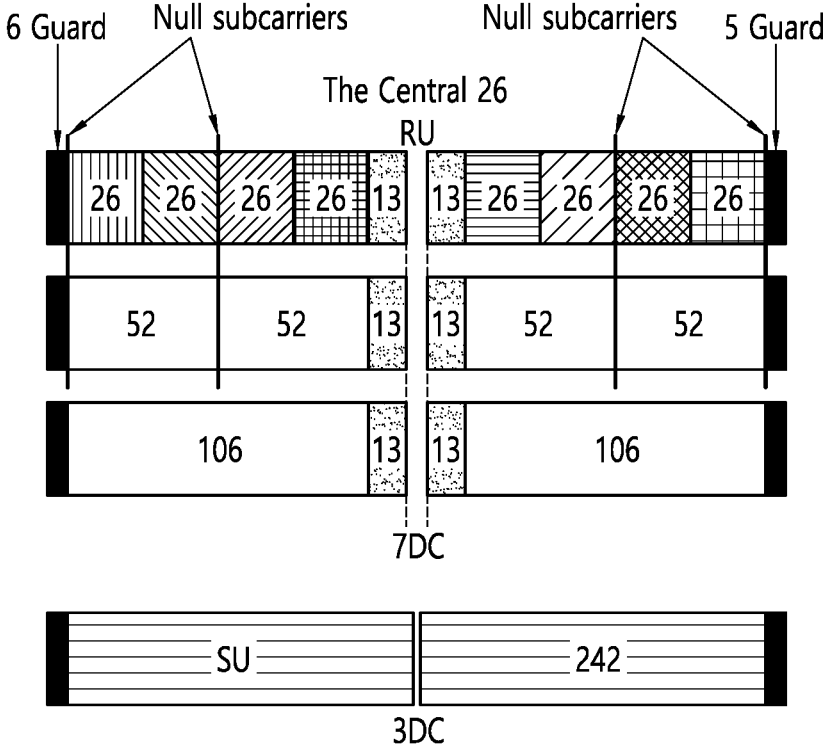 6 Guard
Null subcarriers
Null subcarriers
5 Guard
The Central 26
RU
26 26 26 26 13 13 26 26 26 26
52 52 13 13 52 52
106 13 13 106
7DC
SU 242
3DC